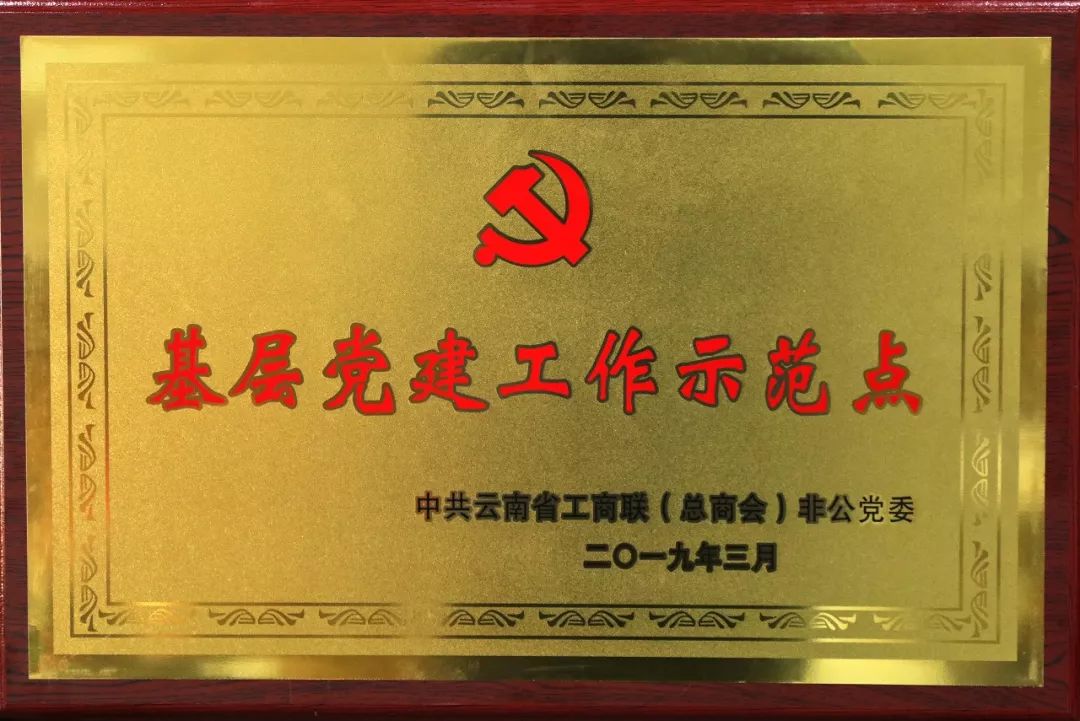 基层党建工作示范点
中共云南省工商联(总商会)非公党委
二〇一九年三月